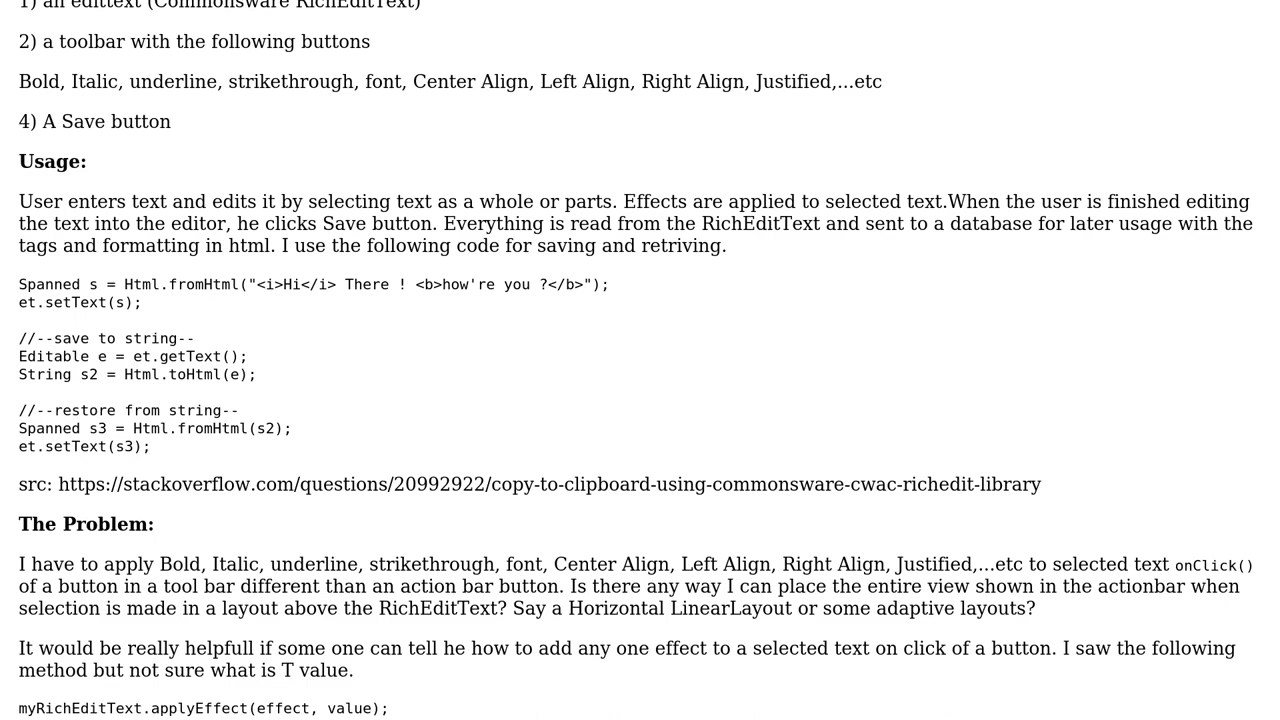 1) an edittext (Commonsware RichEditText)
2) a toolbar with the following buttons
Bold, Italic, underline, strikethrough, font, Center Align, Left Align, Right Align, Justified,...etc
4) A Save button
Usage:
User enters text and edits it by selecting text as a whole or parts. Effects are applied to selected text.When the user is finished editing
the text into the editor, he clicks Save button. Everything is read from the RichEditText and sent to a database for later usage with the
tags and formatting in html. I use the following code for saving and retriving.
Spanned s = Html.fromHtml("<i>Hi</i> There ! <b>how're you ?</b>");
et.setText(s);
//--save to string--
Editable e = et.getText();
String s2 = Html.toHtml(e);
//--restore from string--
Spanned s3 = Html.fromHtml(s2);
et.setText(s3);
src: https://stackoverflow.com/questions/20992922/copy-to-clipboard-using-commonsware-cwac-richedit-library
The Problem:
I have to apply Bold, Italic, underline, strikethrough, font, Center Align, Left Align, Right Align, Justified,...etc to selected text onClick()
of a button in a tool bar different than an action bar button. Is there any way I can place the entire view shown in the actionbar when
selection is made in a layout above the RichEditText? Say a Horizontal LinearLayout or some adaptive layouts?
It would be really helpfull if some one can tell he how to add any one effect to a selected text on click of a button. I saw the following
method but not sure what is T value.
myRichEditText.applyEffect(effect, value);